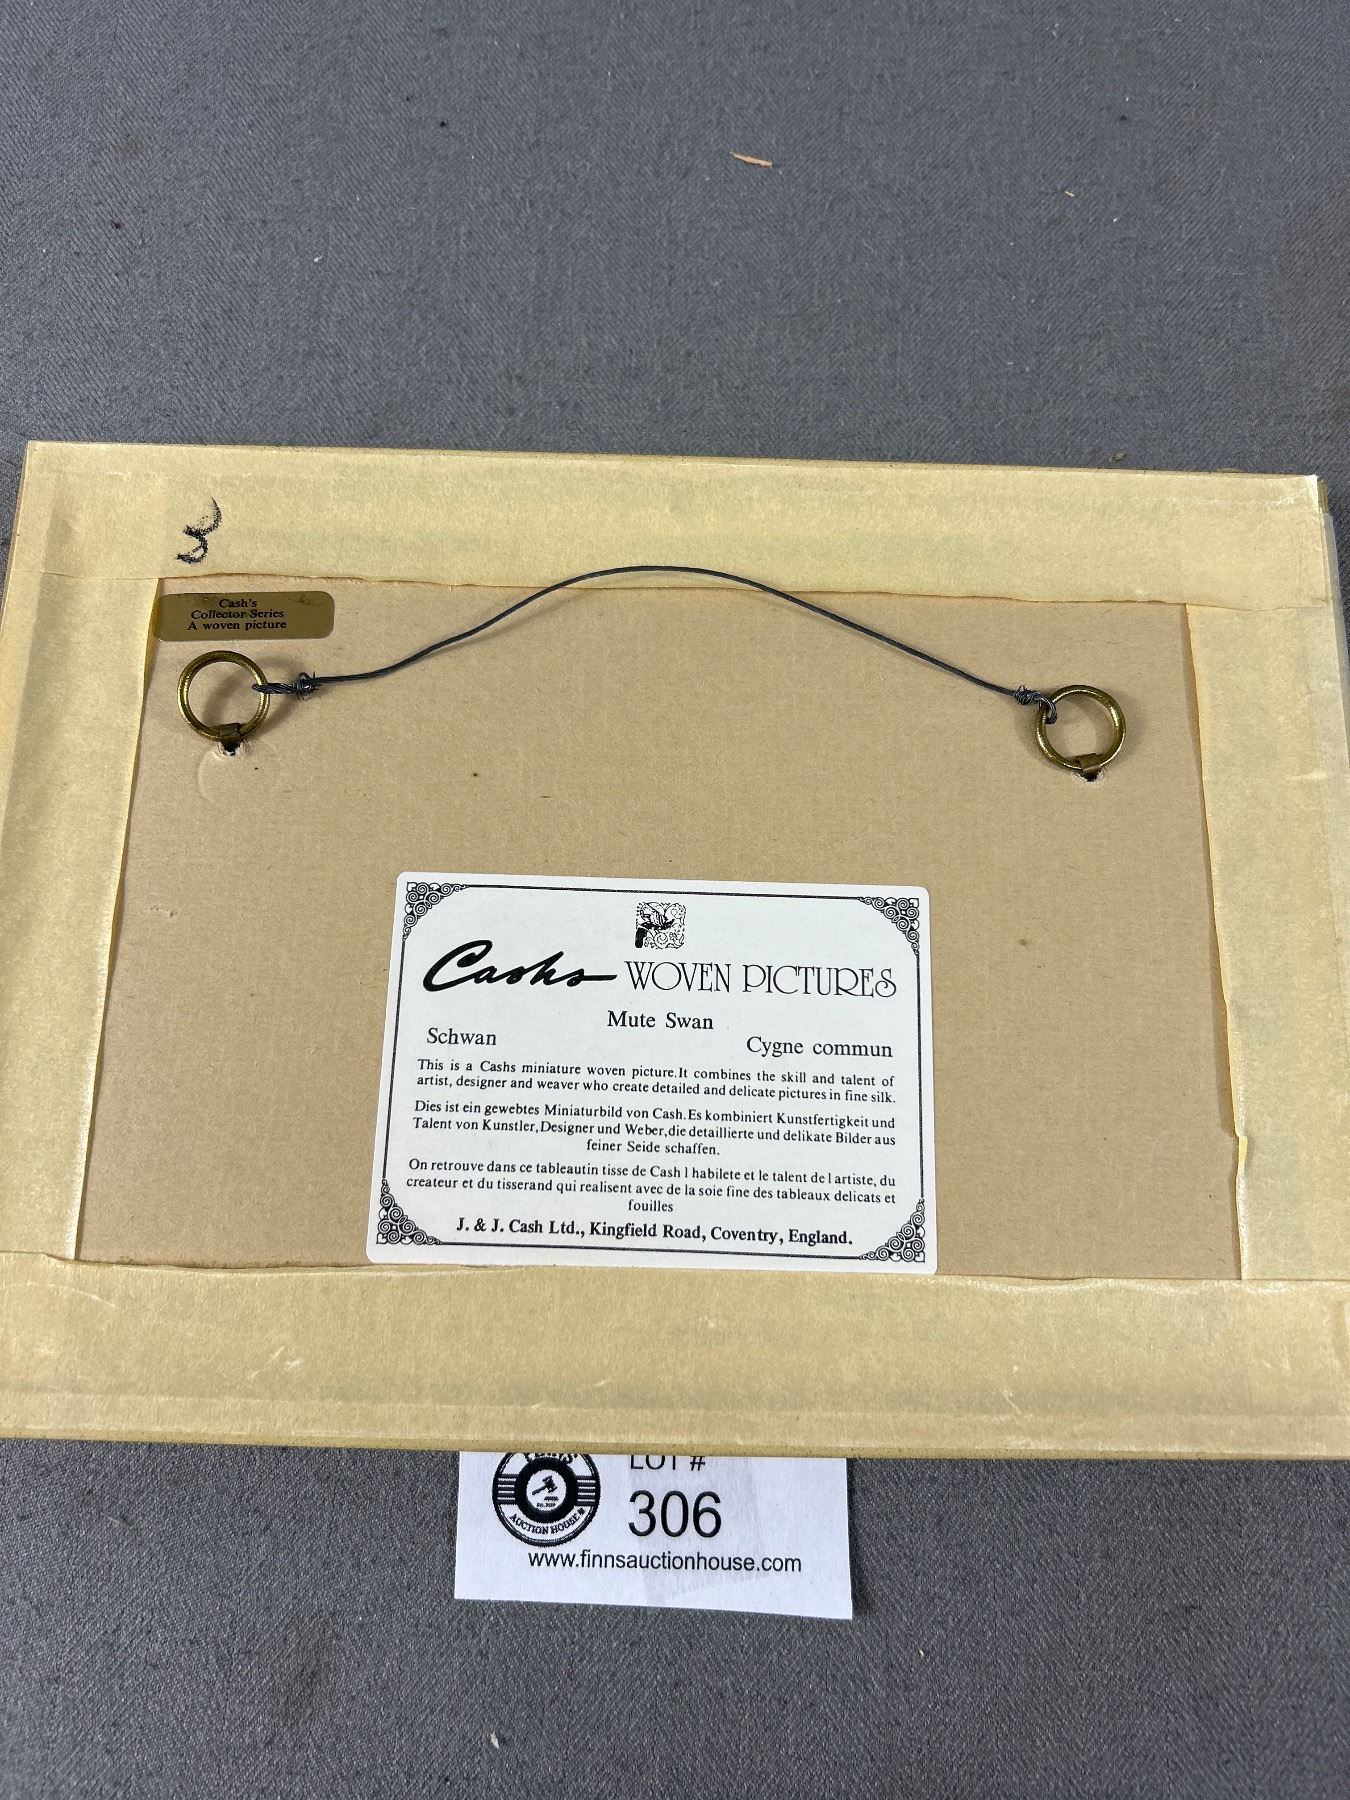 3
Cash's
Collector Series
A woven picture
Cashs WOVEN PICTURES
Mute Swan
Schwan
Cygne commun
This is a Cashs miniature woven picture.It combines the skill and talent of
artist, designer and weaver who create detailed and delicate pictures in fine silk.
Dies ist ein gewebtes Miniaturbild von Cash.Es kombiniert Kunstfertigkeit und
Talent von Kunstler,Designer und Weber,die detaillierte und delikate Bilder aus
feiner Seide schaffen.
On retrouve dans ce tableautin tisse de Cash l habilete et le talent de l artiste, du
createur et du tisserand qui realisent avec de la soie fine des tableaux delicats et
fouilles
J. & J. Cash Ltd., Kingfield Road, Coventry, England.
LOT #
306
AUCTION HOUSE
www.finnsauctionhouse.com